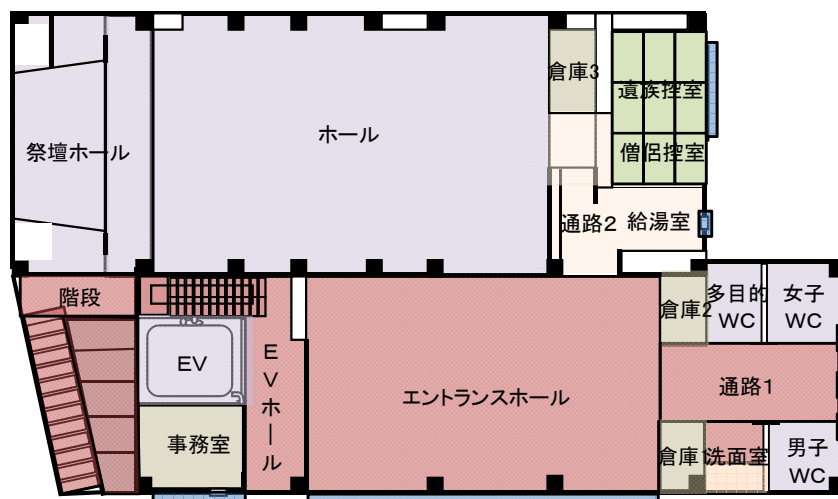 倉庫3
遺族控室
ホール
祭壇ホール
僧侶控室
通路2
給湯室
階段
倉庫2
多目的
WC
女子
WC
EV
EVホール
エントランスホール
通路1
事務室
倉庫1
洗面室
男子
WC